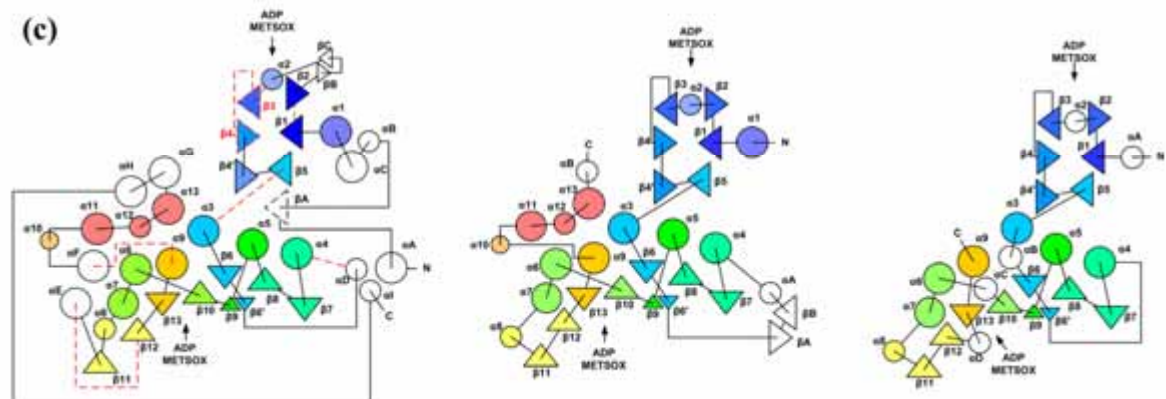 (c)
ADP
METSOX
βC
α2
β2
βB
β3
α1
β4
β1
αB
αG
αH
β4'
β5
αC
α13
βA
α11
α12
α3
α5
α10
α9
α4
αA
αF
α6
β6
N
αD
αE
α7
β8
αI
β10
C
α8
β13
β9
β6'
β7
β12
ADP
METSOX
β11
ADP
METSOX
β3
β2
α2
α1
β4
β1
N
C
αB
β4'
β5
α13
α11
α12
α3
α5
α10
α4
α9
α6
β6
αA
α7
β8
βB
β10
α8
β13
β9
β6'
β7
β12
βA
ADP
METSOX
β11
ADP
METSOX
β3
β2
α2
αA
β4
β1
N
β4'
β5
α3
C
α9
α5
αB
α4
α6
αC
β6
α7
β8
β10
β13
β9
β6'
β7
α8
β12
αD
ADP
METSOX
β11